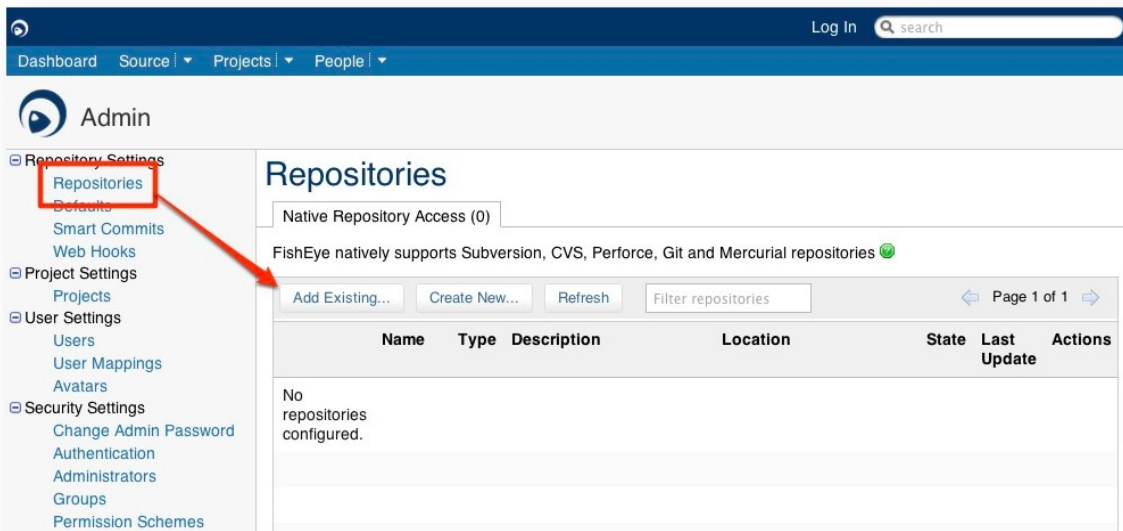 Log In search
Dashboard Source Projects People
Admin
Repository Settings
Repositories
Defaults
Smart Commits
Web Hooks
Project Settings
Projects
User Settings
Users
User Mappings
Avatars
Security Settings
Change Admin Password
Authentication
Administrators
Groups
Permission Schemes
Repositories
Native Repository Access (0)
FishEye natively supports Subversion, CVS, Perforce, Git and Mercurial repositories
Add Existing... Create New... Refresh Filter repositories Page 1 of 1
Name Type Description Location State Last Update Actions
No
repositories
configured.